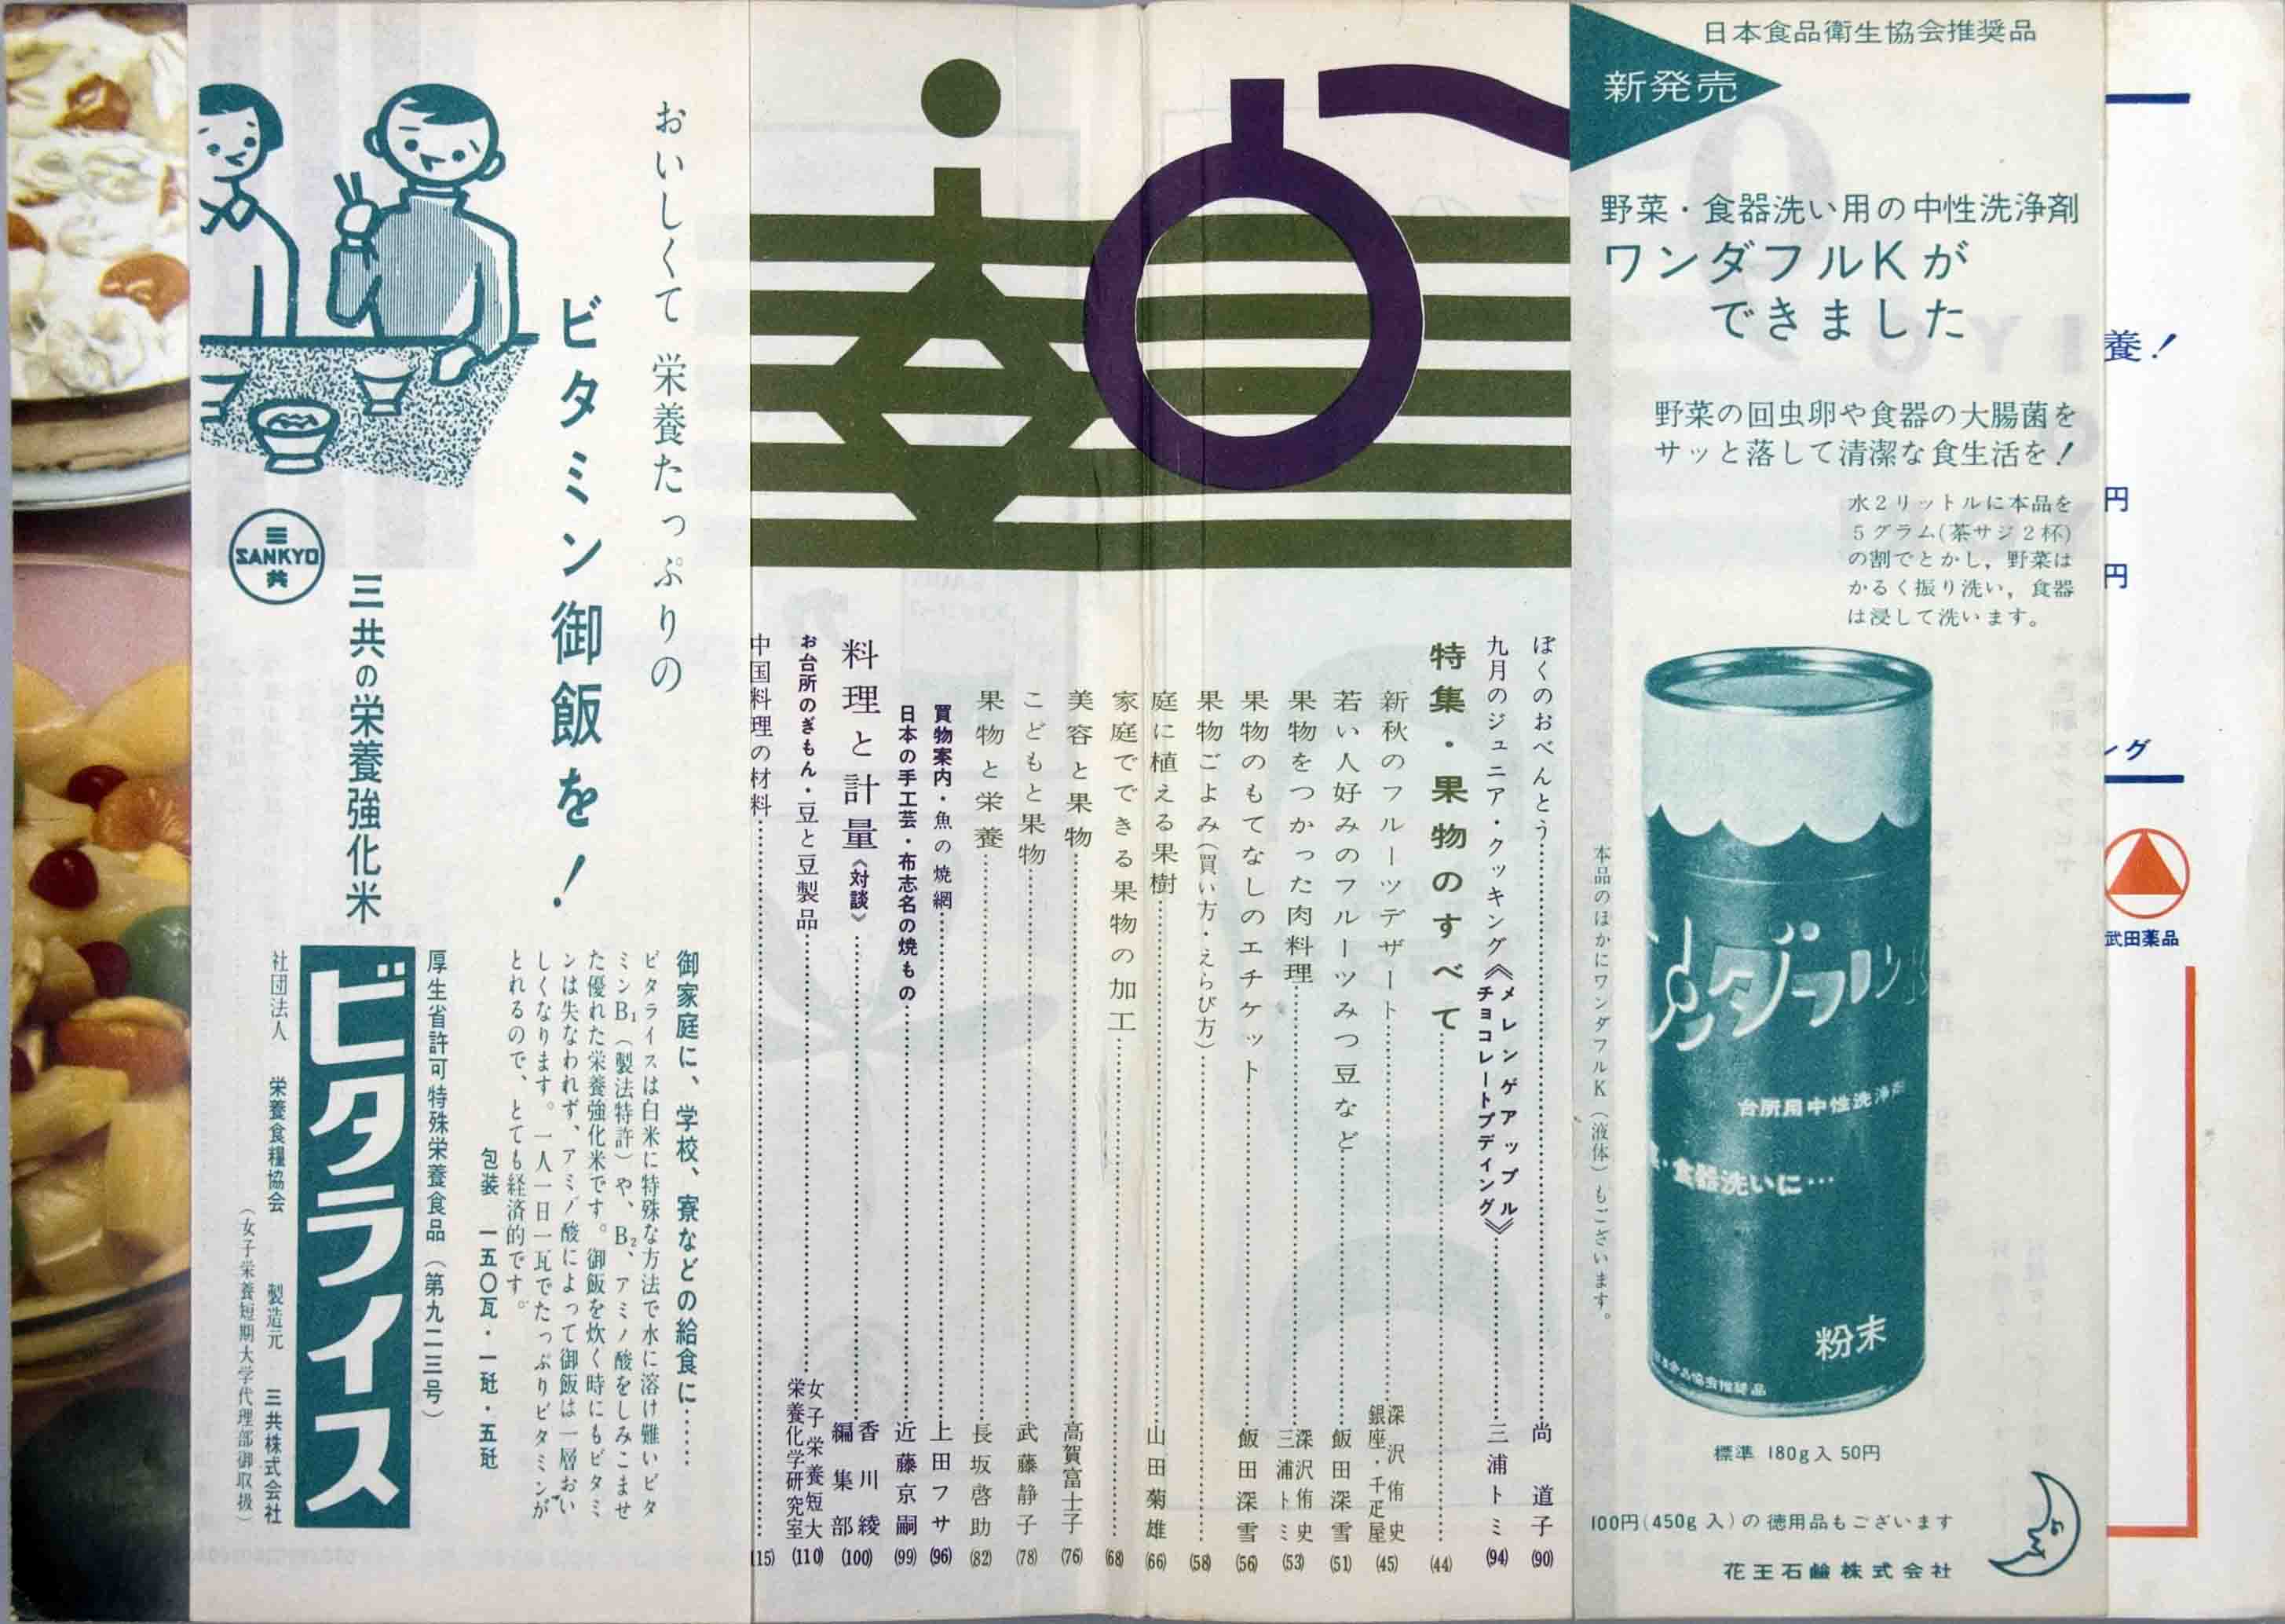 日本食品衛生協会推奨品
新発売
野菜・食器洗い用の中性洗浄剤
ワンダフルKが
できました
野菜の回虫卵や食器の大腸菌を
サッと落して清潔な食生活を!
水2リットルに本品を
5グラム(茶サジ2杯)
の割でとかし,野菜は
かるく振り洗い,食器
は浸して洗います。
本品のほかにワンダフルK(液体)もございます。
ワンダフル
台所用中性洗浄剤
・食器洗いに…
粉末
標準 180g入 50円
100円(450g入)の徳用品もございます
花王石鹸株式会社
養!
円
円
ング
武田薬品
ぼくのおべんとう……尚道子(90)
九月のジュニア・クッキング《メレンゲアップル
チョコレートプディング》……三浦トミ(94)
特集・果物のすべて……(44)
新秋のフルーツデザート……深沢侑史
銀座・千疋屋(45)
若い人好みのフルーツみつ豆など……飯田深雪(51)
果物をつかった肉料理……深沢侑史
三浦トミ(53)
果物のもてなしのエチケット……飯田深雪(56)
果物ごよみ(買い方・えらび方)……(58)
庭に植える果樹……山田菊雄(66)
家庭でできる果物の加工……(68)
美容と果物……高賀富士子(76)
こどもと果物……武藤静子(78)
果物と栄養……長坂啓助(82)
買物案内・魚の焼網……上田フサ(96)
日本の手工芸・布志名の焼もの……近藤京嗣(99)
料理と計量《対談》……香川綾
編集部(100)
お台所のぎもん・豆と豆製品……女子栄養短大
栄養化学研究室(110)
中国料理の材料……115)
おいしくて 栄養たっぷりの
ビタミン御飯を!
三
SANKYO
共
三共の栄養強化米
ビタライス
御家庭に、学校、寮などの給食に……
ビタライスは白米に特殊な方法で水に溶け難いビタ
ミンB₁(製法特許)や、B₂、アミノ酸をしみこませ
た優れた栄養強化米です。御飯を炊く時にもビタミ
ンは失なわれず、アミノ酸によって御飯は一層おい
しくなります。一人一日一瓦でたっぷりビタミンが
とれるので、とても経済的です。
包装 一五〇瓦・一瓩・五瓩
厚生省許可特殊栄養食品(第九二三号)
社団法人 栄養食糧協会 製造元 三共株式会社
(女子栄養短期大学代理部御取扱)